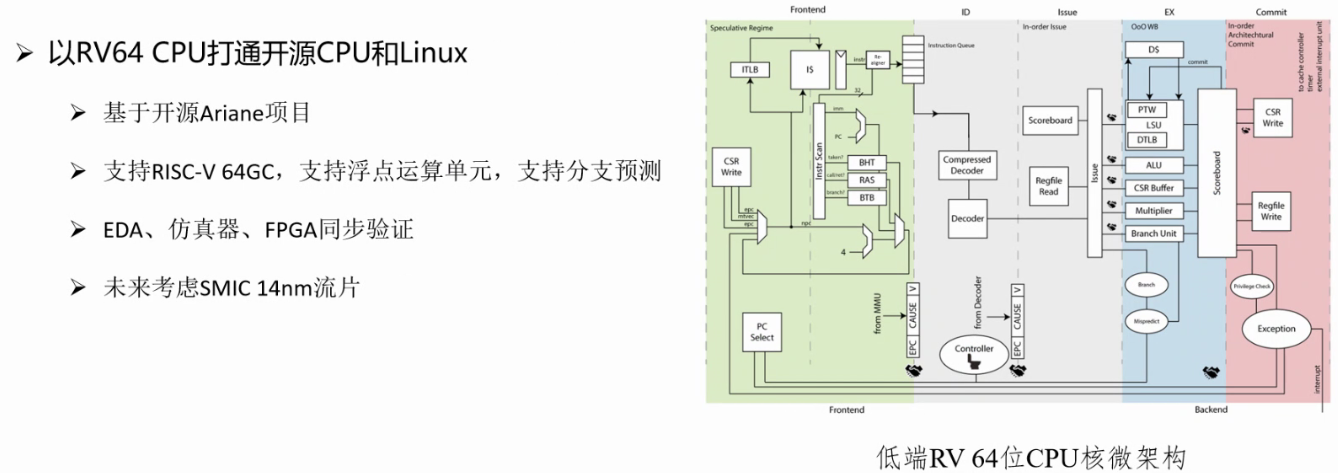 以RV64 CPU打通开源CPU和Linux
基于开源Ariane项目
支持RISC-V 64GC，支持浮点运算单元，支持分支预测
EDA、仿真器、FPGA同步验证
未来考虑SMIC 14nm流片
Frontend
ID
Issue
EX
Commit
Speculative Regime
In-order Issue
OoO WB
In-order
Architechtural
Commit
to cache controller
timer
external interrupt unit
Instruction Queue
ITLB
IS
instr
Re-
aligner
32
DS
commit
PTW
LSU
DTLB
CSR
Write
Scoreboard
imm
PC
Instr Scan
taken?
BHT
call/ret?
RAS
branch?
BTB
CSR
Write
Compressed
Decoder
Decoder
Regfile
Read
Issue
ALU
CSR Buffer
Multiplier
Branch Unit
Scoreboard
Regfile
Write
npc
mtvec
epc
npc
4
Branch
Mispredict
Privilege Check
Exception
interrupt
PC
Select
from MMU
EPC
CAUSE
V
from Decoder
EPC
CAUSE
V
Controller
Frontend
Backend
低端RV 64位CPU核微架构